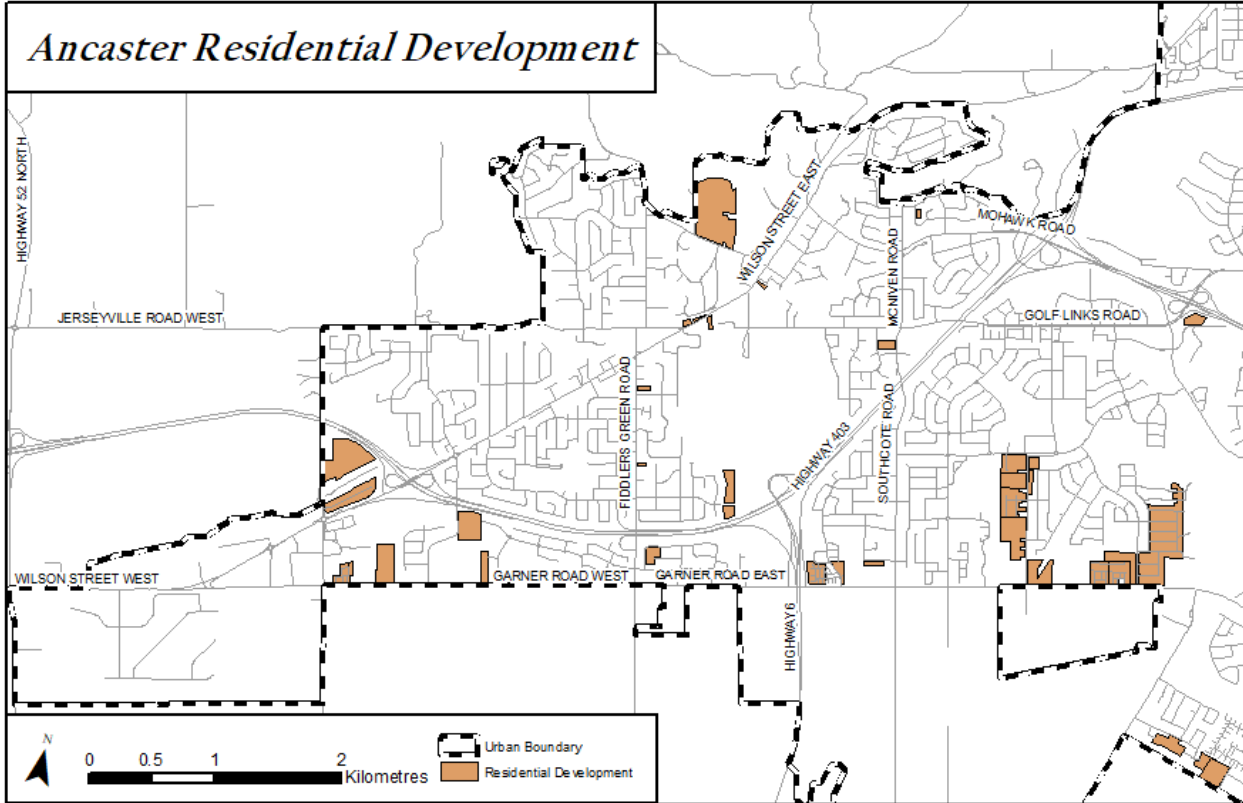 Ancaster Residential Development
HIGHWAY 52 NORTH
WILSON STREET EAST
MOHAWK ROAD
MCNIVEN ROAD
JERSEYVILLE ROAD WEST
GOLF LINKS ROAD
FIDDLERS GREEN ROAD
SOUTHCOTE ROAD
HIGHWAY 403
WILSON STREET WEST
GARNER ROAD WEST
GARNER ROAD EAST
HIGHWAY 6
N
0 0.5 1 2
Kilometres
Urban Boundary
Residential Development